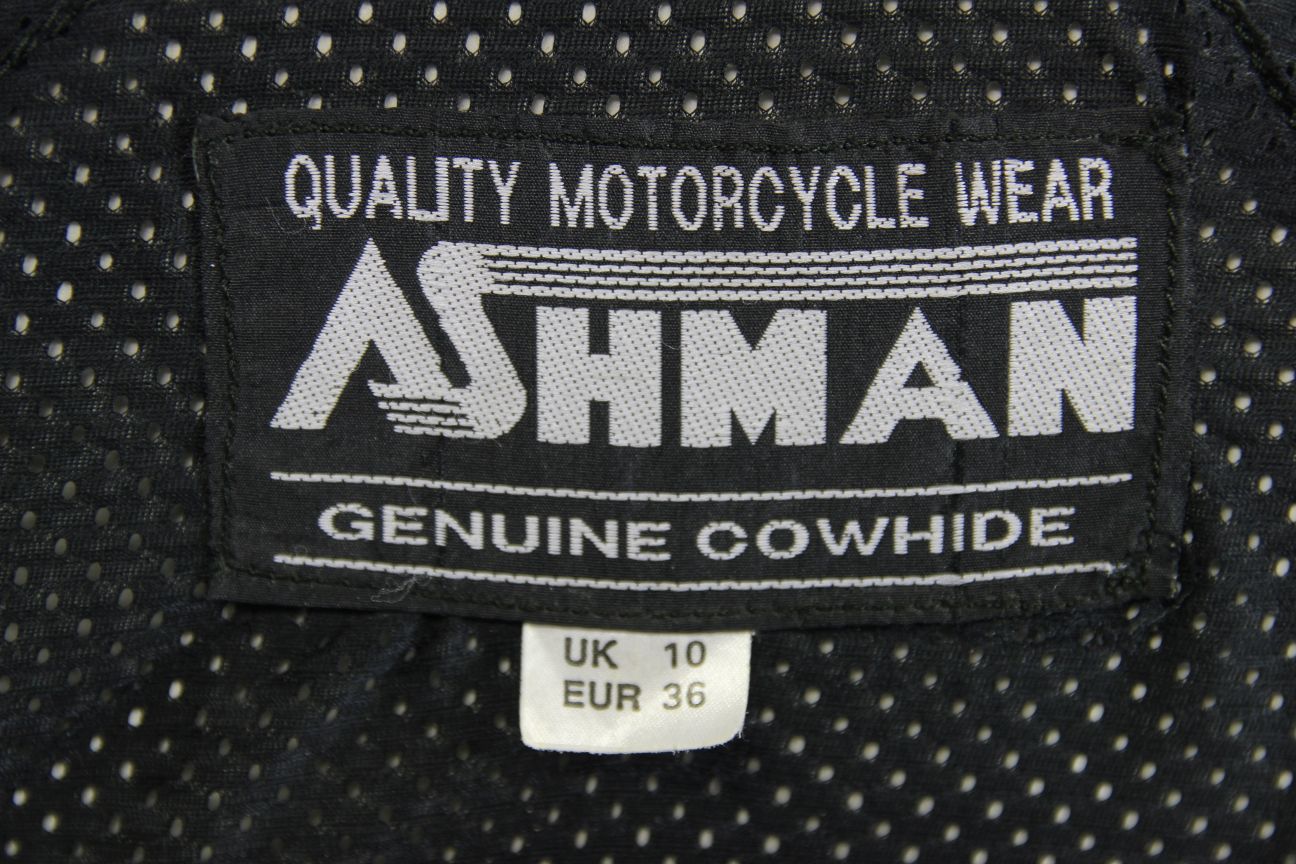 QUALITY MOTORCYCLE WEAR
ASHMAN
GENUINE COWHIDE
UK 10
EUR 36